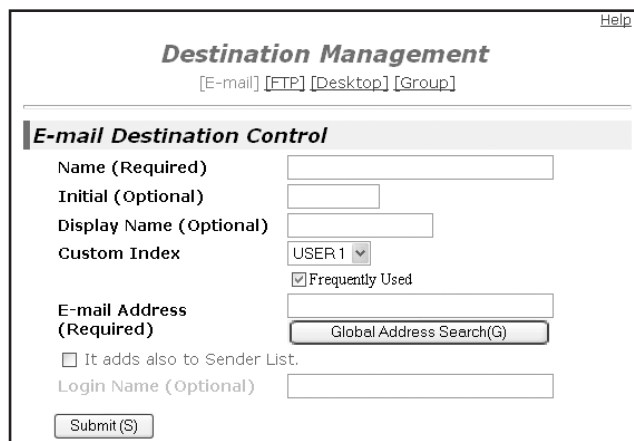 Help
Destination Management
[E-mail] [FTP] [Desktop] [Group]
E-mail Destination Control
Name (Required)
Initial (Optional)
Display Name (Optional)
Custom Index
USER 1
Frequently Used
E-mail Address
(Required)
Global Address Search(G)
It adds also to Sender List.
Login Name (Optional)
Submit (S)